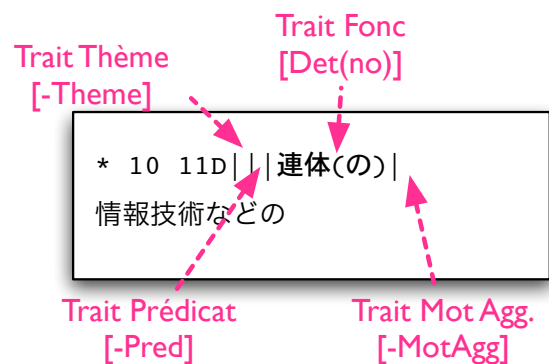 Trait Fonc
[Det(no)]
Trait Thème
[-Theme]
* 10 11D|||連体(の)|
情報技術などの
Trait Prédicat
[-Pred]
Trait Mot Agg.
[-MotAgg]